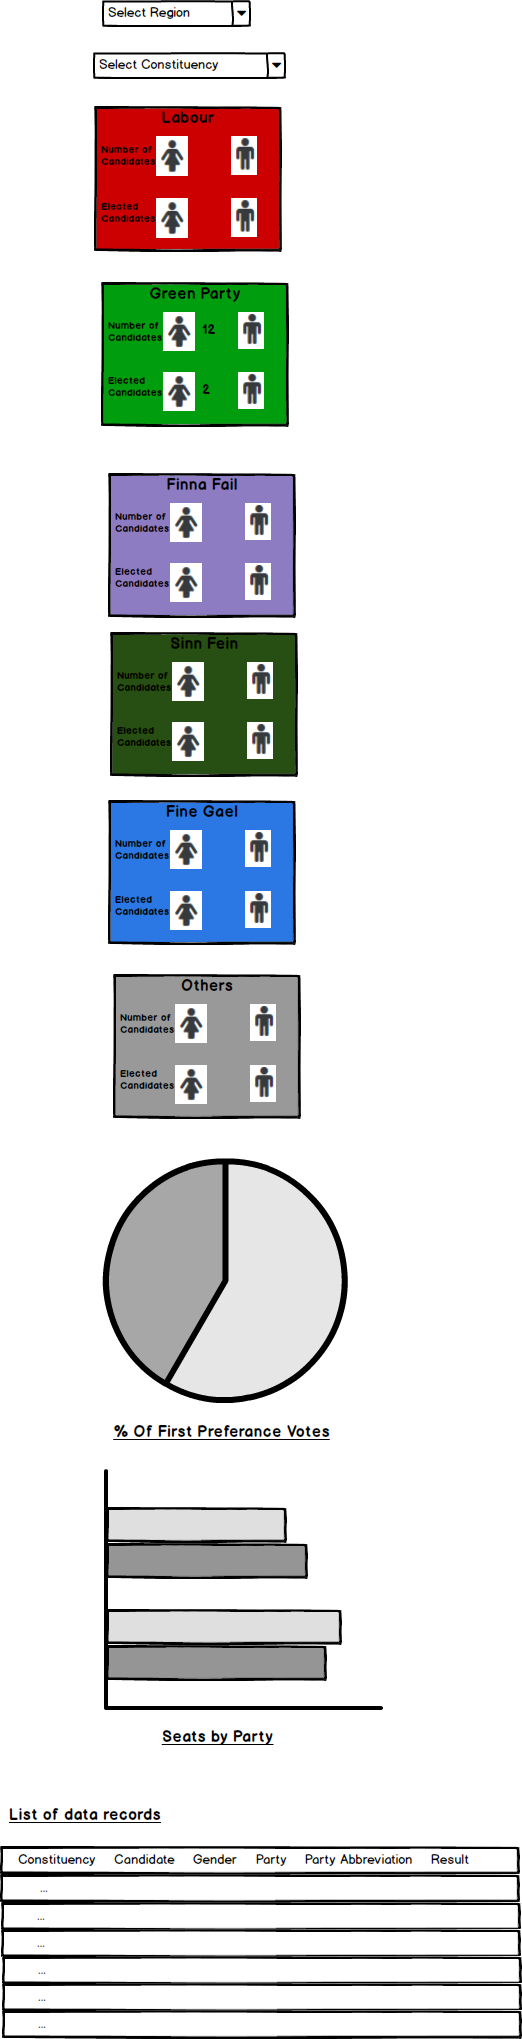 Select Region
Select Constituency
Labour
Number of
Candidates
Elected
Candidates
Green Party
Number of
Candidates
12
Elected
Candidates
2
Finna Fail
Number of
Candidates
Elected
Candidates
Sinn Fein
Number of
Candidates
Elected
Candidates
Fine Gael
Number of
Candidates
Elected
Candidates
Others
Number of
Candidates
Elected
Candidates
% Of First Preferance Votes
Seats by Party
List of data records
Constituency Candidate Gender Party Party Abbreviation Result
...
...
...
...
...
...